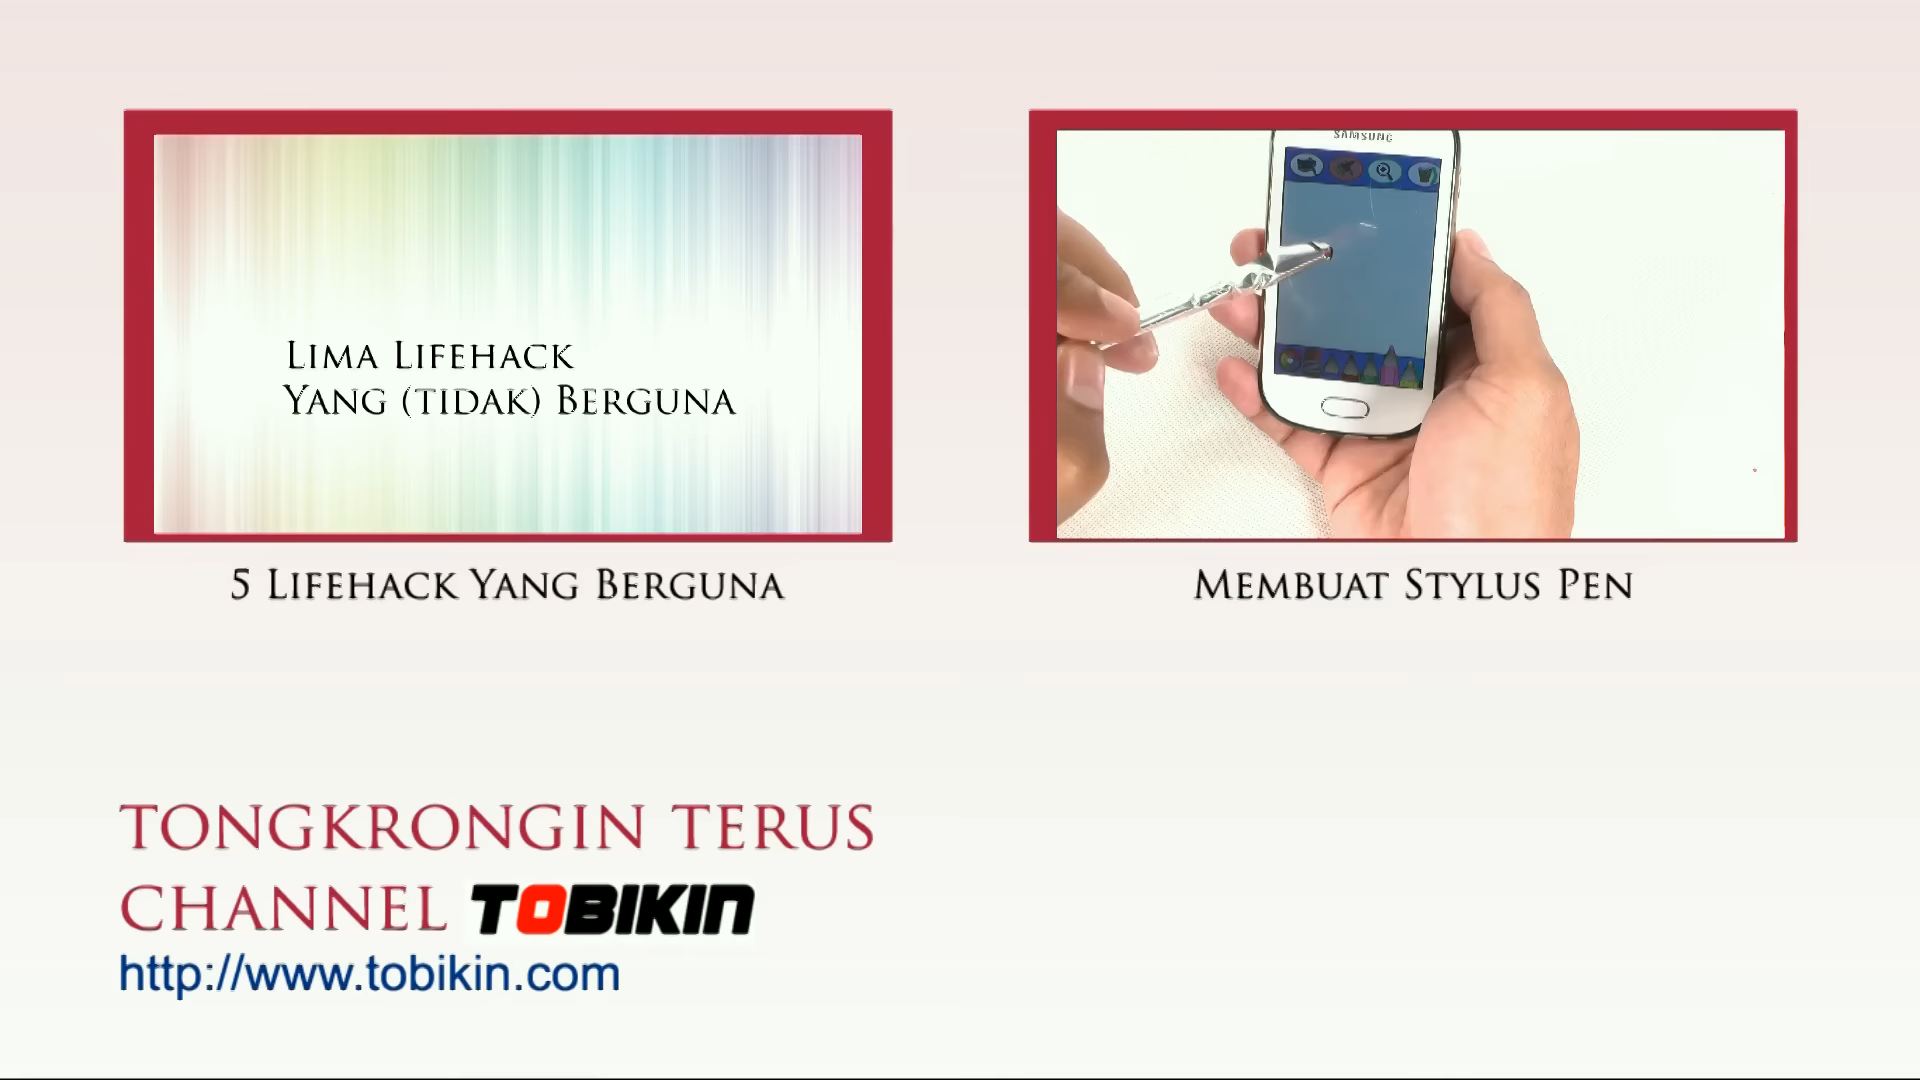 Lima Lifehack
Yang (tidak) Berguna
SAMSUNG
5 Lifehack Yang Berguna
Membuat Stylus Pen
TONGKRONGIN TERUS
CHANNEL TOBIKIN
http://www.tobikin.com